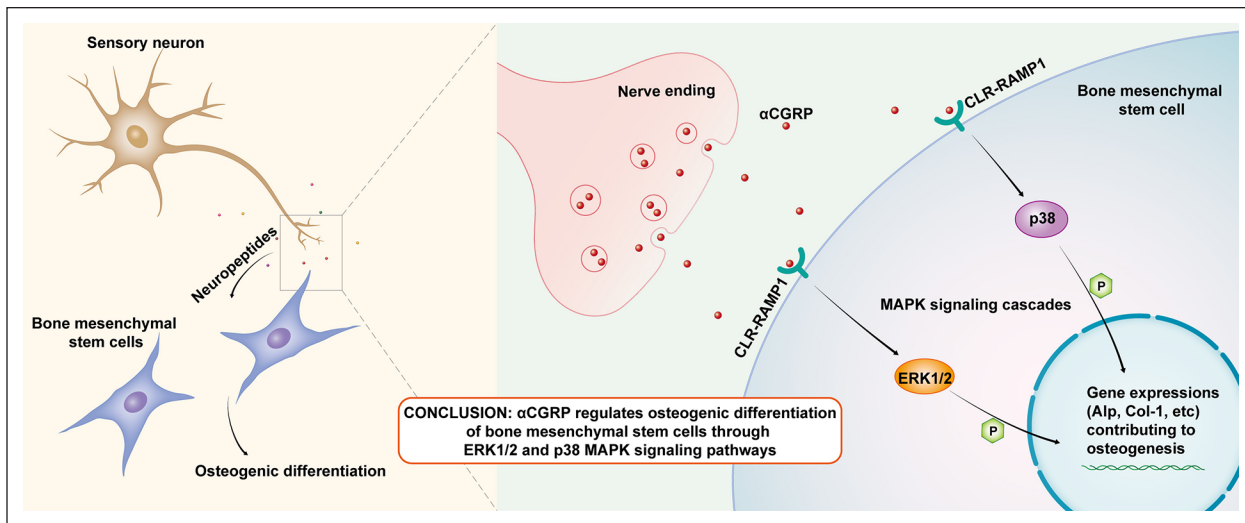 Sensory neuron
Neuropeptides
Bone mesenchymal
stem cells
Osteogenic differentiation
Nerve ending
αCGRP
CLR-RAMP1
Bone mesenchymal
stem cell
p38
P
CLR-RAMP1
MAPK signaling cascades
ERK1/2
P
Gene expressions
(Alp, Col-1, etc)
contributing to
osteogenesis
CONCLUSION: αCGRP regulates osteogenic differentiation
of bone mesenchymal stem cells through
ERK1/2 and p38 MAPK signaling pathways